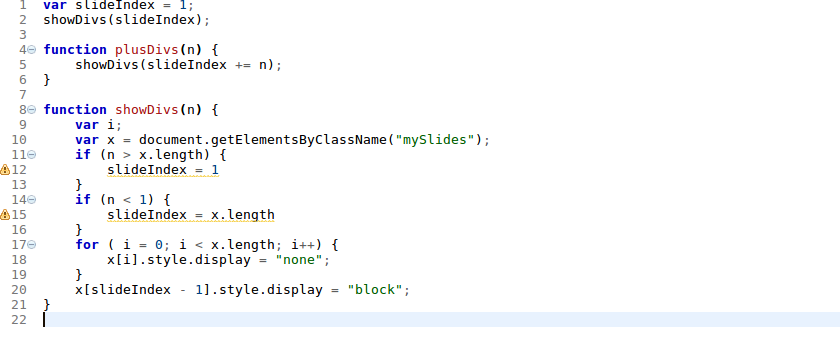 1 var slideIndex = 1;
2 showDivs(slideIndex);
3
4 function plusDivs(n) {
5     showDivs(slideIndex += n);
6 }
7
8 function showDivs(n) {
9     var i;
10     var x = document.getElementsByClassName("mySlides");
11     if (n > x.length) {
12         slideIndex = 1
13     }
14     if (n < 1) {
15         slideIndex = x.length
16     }
17     for ( i = 0; i < x.length; i++) {
18         x[i].style.display = "none";
19     }
20     x[slideIndex - 1].style.display = "block";
21 }
22